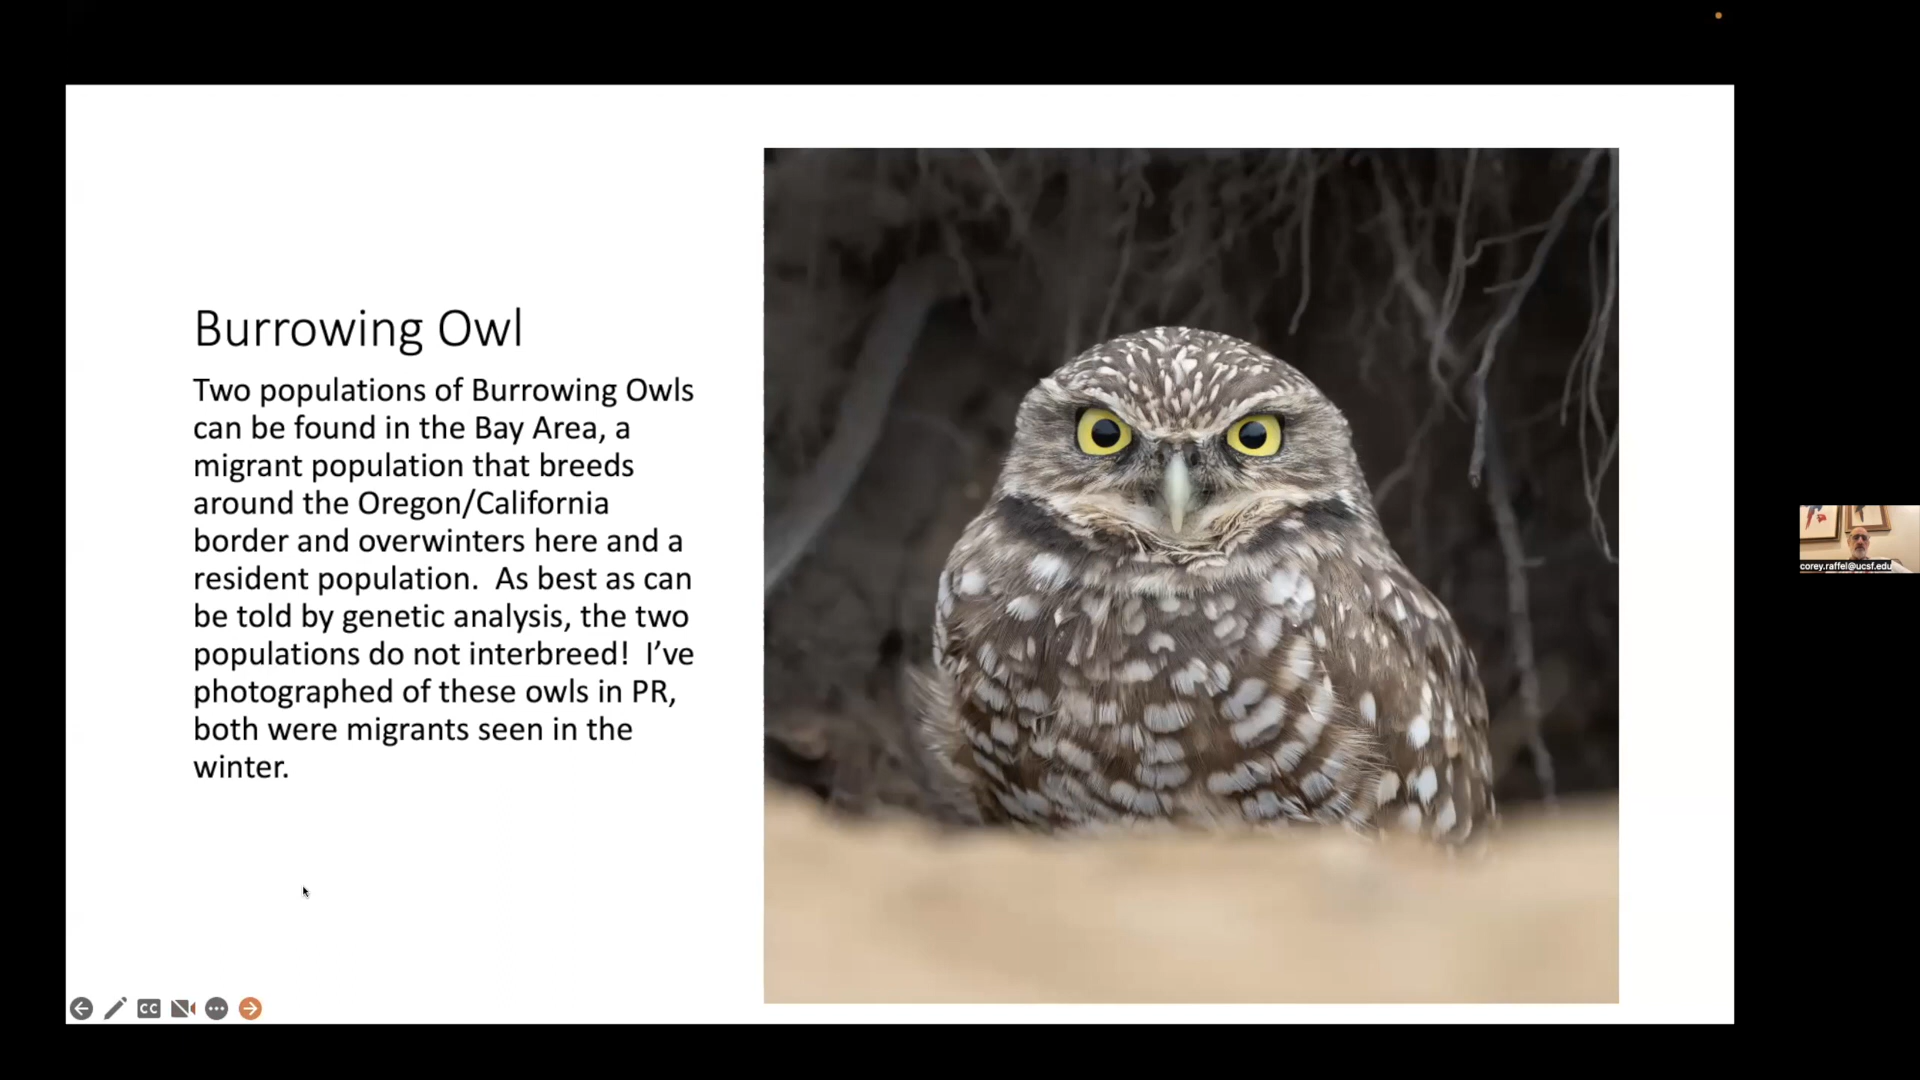 Burrowing Owl
Two populations of Burrowing Owls
can be found in the Bay Area, a
migrant population that breeds
around the Oregon/California
border and overwinters here and a
resident population.  As best as can
be told by genetic analysis, the two
populations do not interbreed!  I’ve
photographed of these owls in PR,
both were migrants seen in the
winter.
corey.raffel@ucsf.edu
CC